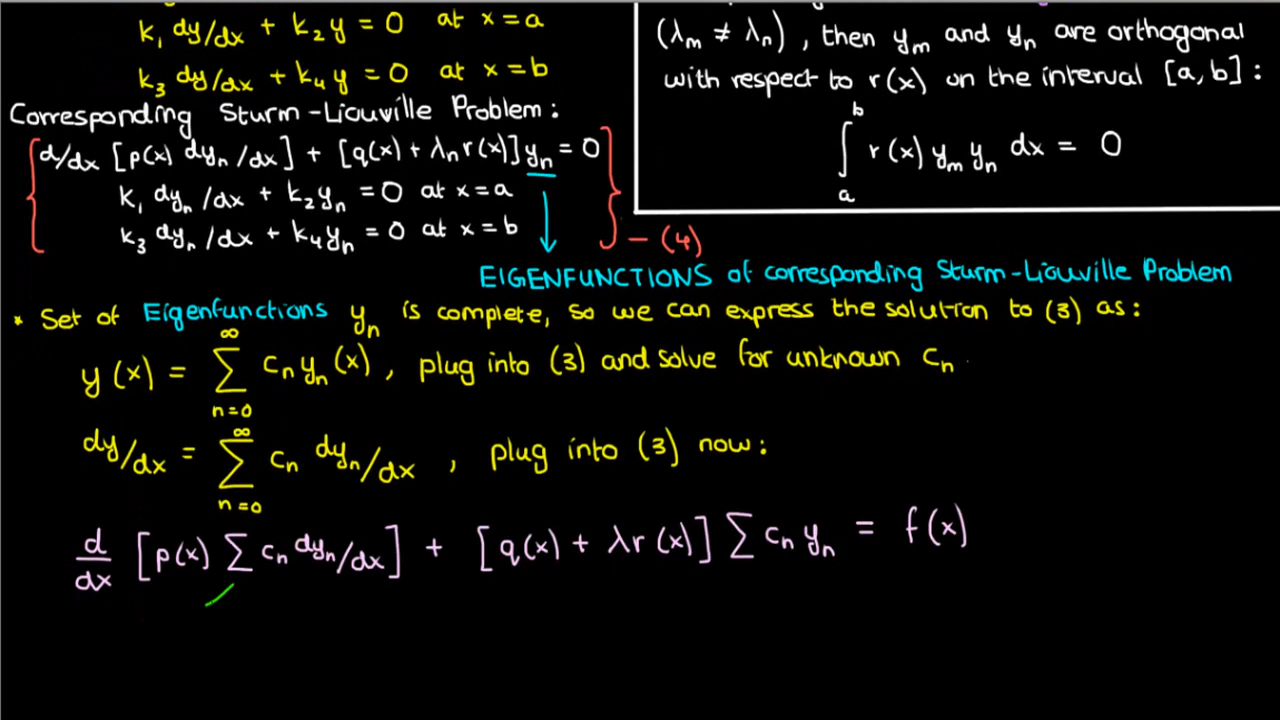 k₁ dy/dx + k₂y = 0 at x = a
k₃ dy/dx + k₄y = 0 at x = b
Corresponding Sturm-Liouville Problem:
d/dx [p(x) dyₙ/dx] + [q(x) + λₙr(x)]yₙ = 0
k₁ dyₙ/dx + k₂yₙ = 0 at x = a
k₃ dyₙ/dx + k₄yₙ = 0 at x = b
— (4)
(λₘ ≠ λₙ), then yₘ and yₙ are orthogonal
with respect to r(x) on the interval [a, b]:
∫ₐᵇ r(x) yₘ yₙ dx = 0
EIGENFUNCTIONS of corresponding Sturm-Liouville Problem
* Set of Eigenfunctions yₙ is complete, so we can express the solution to (3) as:
y(x) = ∞ Σ n=0 cₙyₙ(x), plug into (3) and solve for unknown cₙ
dy/dx = ∞ Σ n=0 cₙ dyₙ/dx , plug into (3) now:
d/dx [p(x) Σ cₙ dyₙ/dx] + [q(x) + λr(x)] Σ cₙ yₙ = f(x)